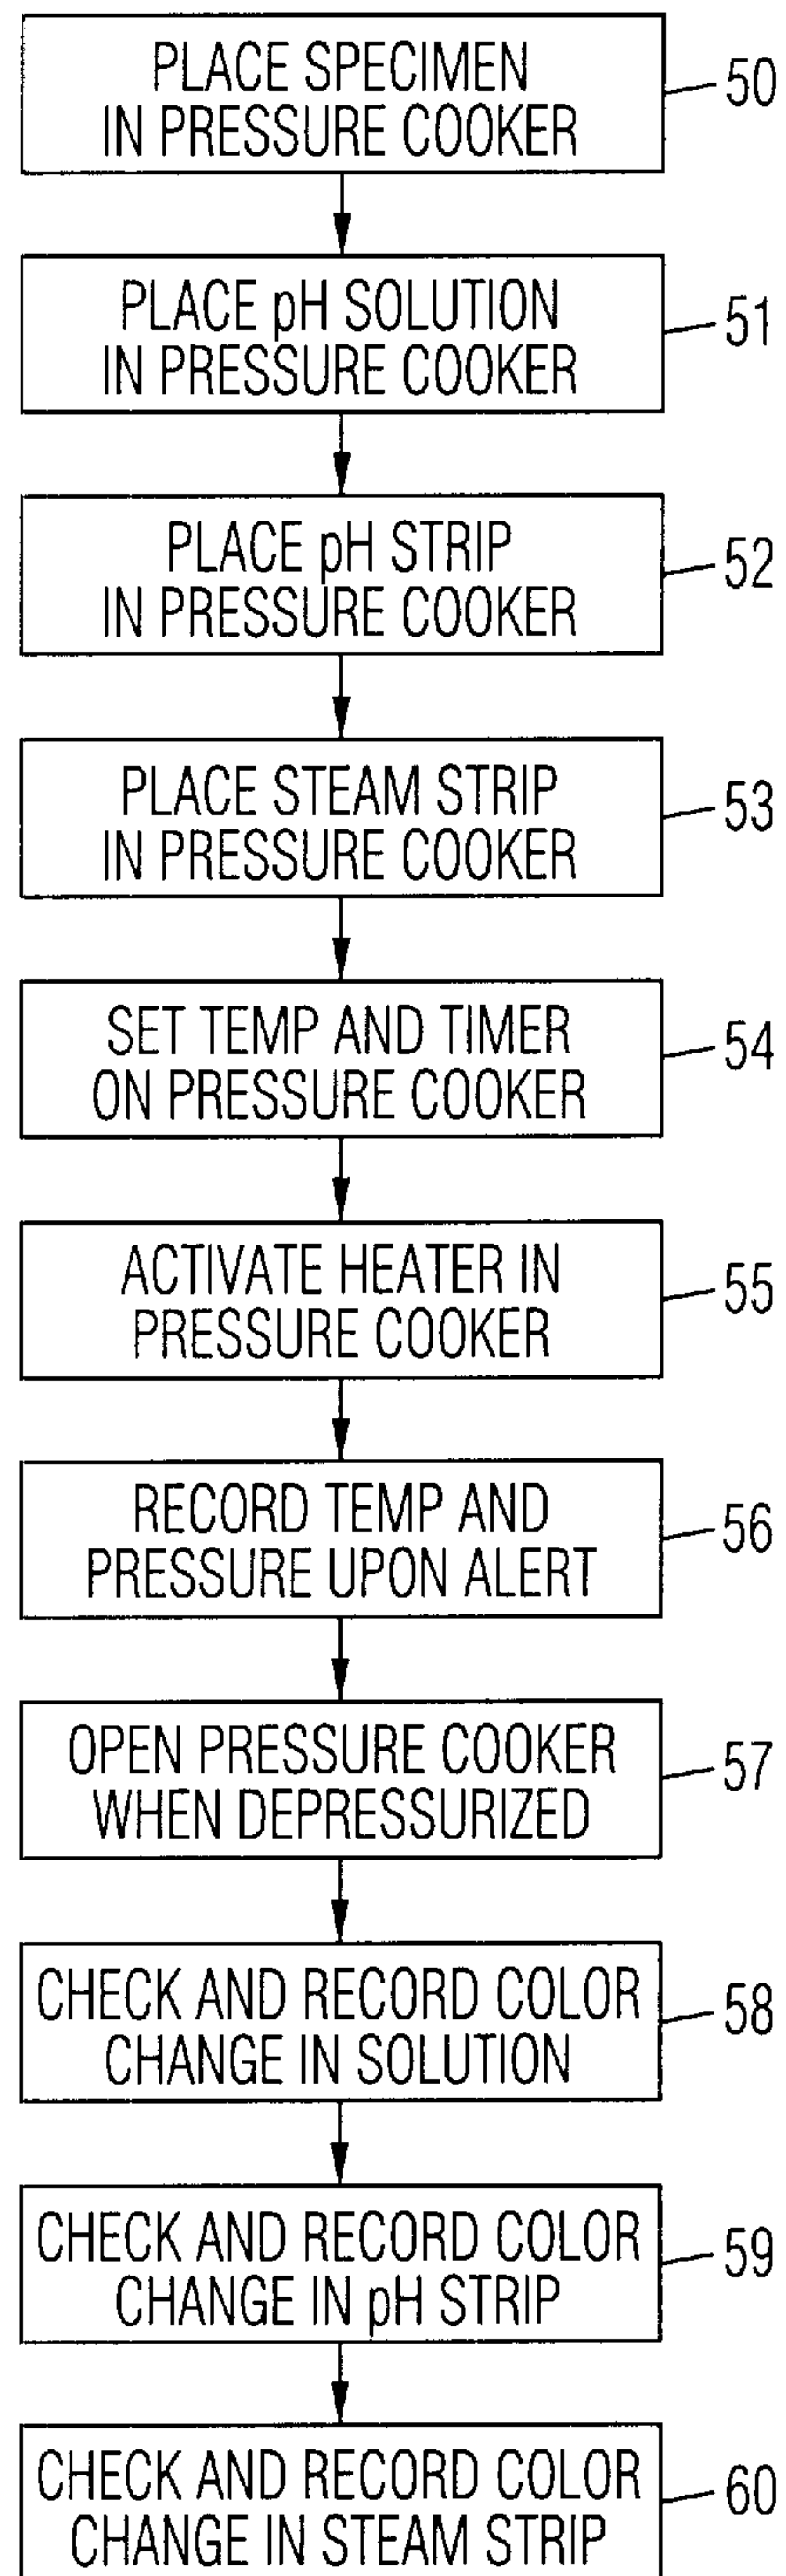 PLACE SPECIMEN
IN PRESSURE COOKER
50
PLACE pH SOLUTION
IN PRESSURE COOKER
51
PLACE pH STRIP
IN PRESSURE COOKER
52
PLACE STEAM STRIP
IN PRESSURE COOKER
53
SET TEMP AND TIMER
ON PRESSURE COOKER
54
ACTIVATE HEATER IN
PRESSURE COOKER
55
RECORD TEMP AND
PRESSURE UPON ALERT
56
OPEN PRESSURE COOKER
WHEN DEPRESSURIZED
57
CHECK AND RECORD COLOR
CHANGE IN SOLUTION
58
CHECK AND RECORD COLOR
CHANGE IN pH STRIP
59
CHECK AND RECORD COLOR
CHANGE IN STEAM STRIP
60